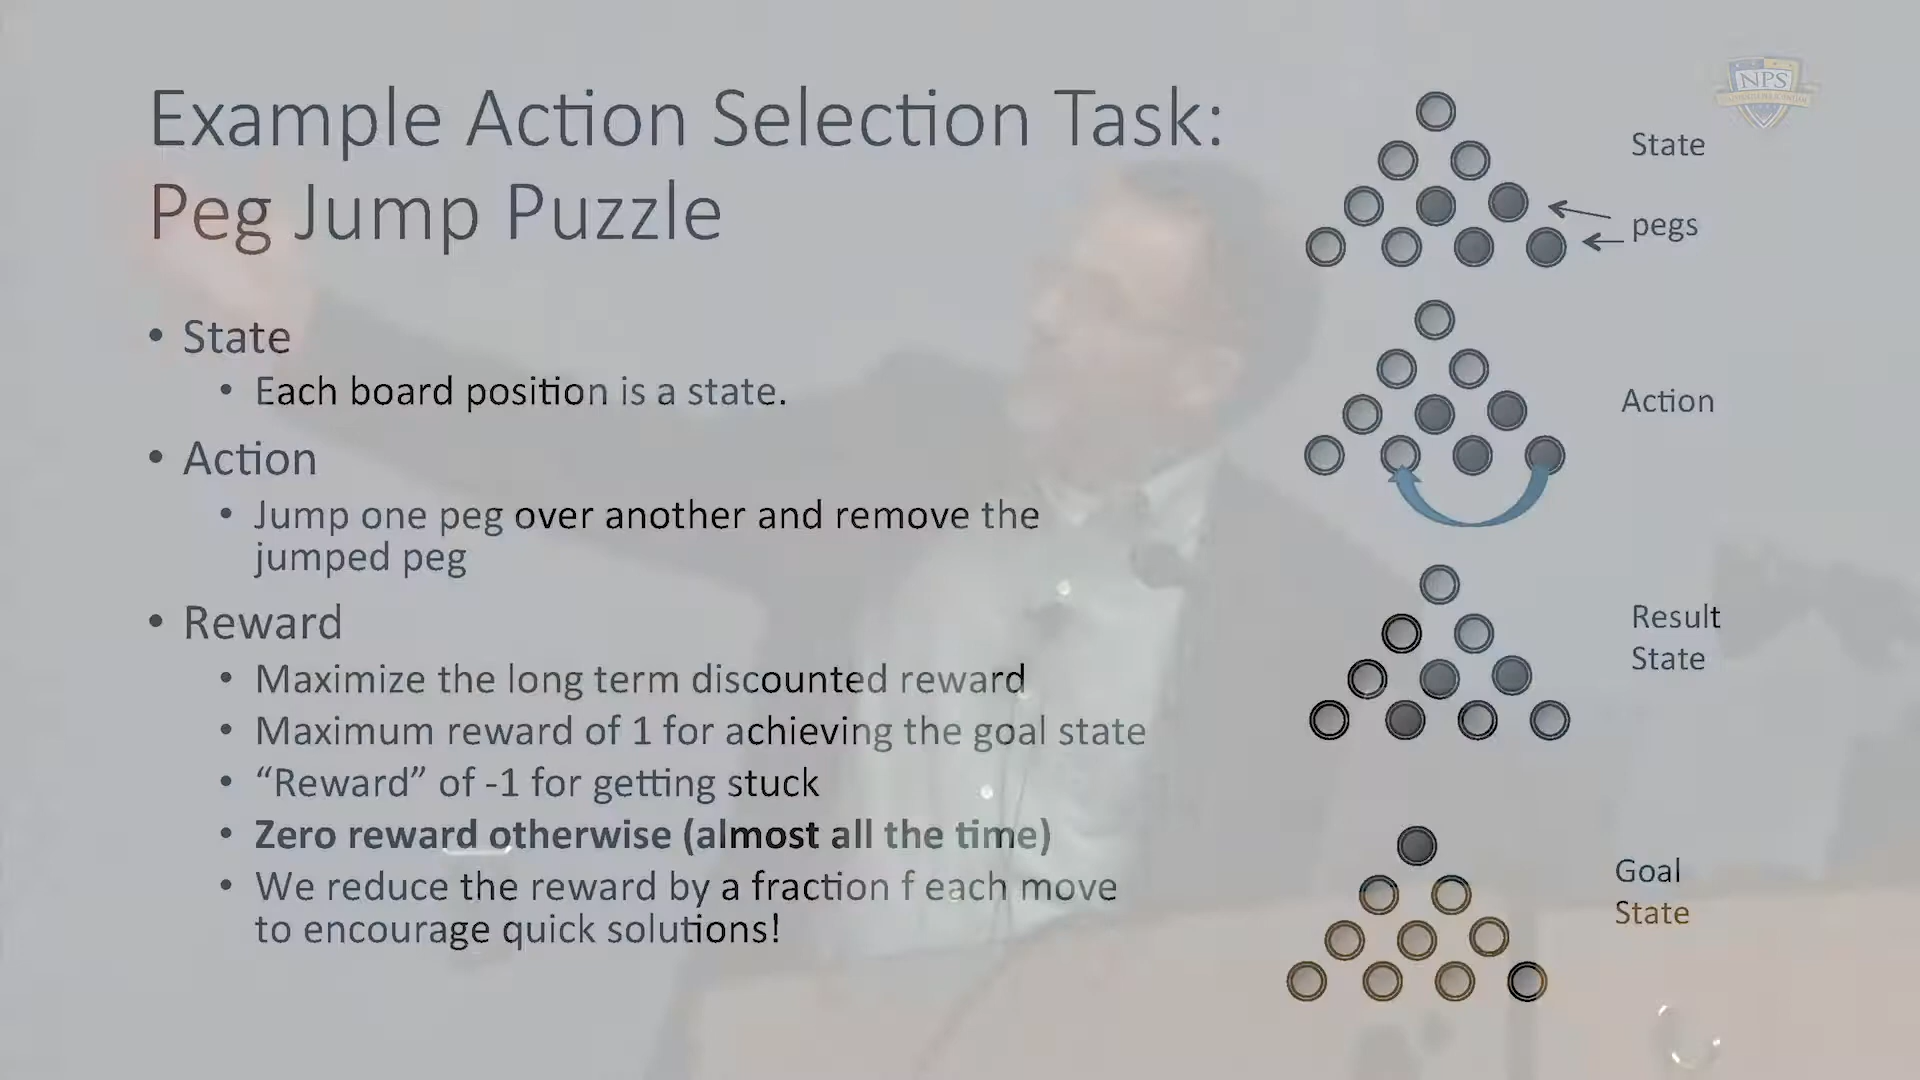 Example Action Selection Task:
Peg Jump Puzzle
• State
• Each board position is a state.
• Action
• Jump one peg over another and remove the
jumped peg
• Reward
• Maximize the long term discounted reward
• Maximum reward of 1 for achieving the goal state
• “Reward” of -1 for getting stuck
• Zero reward otherwise (almost all the time)
• We reduce the reward by a fraction f each move
to encourage quick solutions!
NPS
State
pegs
Action
Result
State
Goal
State